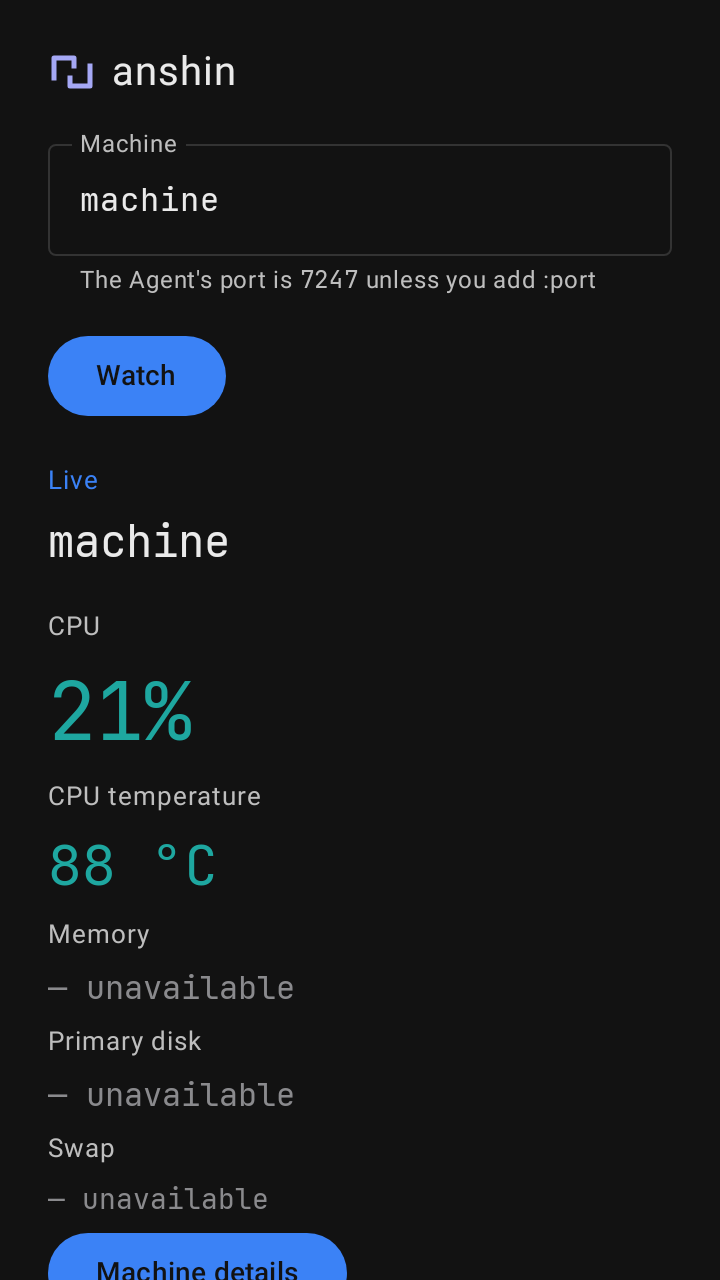 anshin
Machine
machine
The Agent's port is 7247 unless you add :port
Watch
Live
machine
CPU
21%
CPU temperature
88 °C
Memory
— unavailable
Primary disk
— unavailable
Swap
— unavailable
Machine details